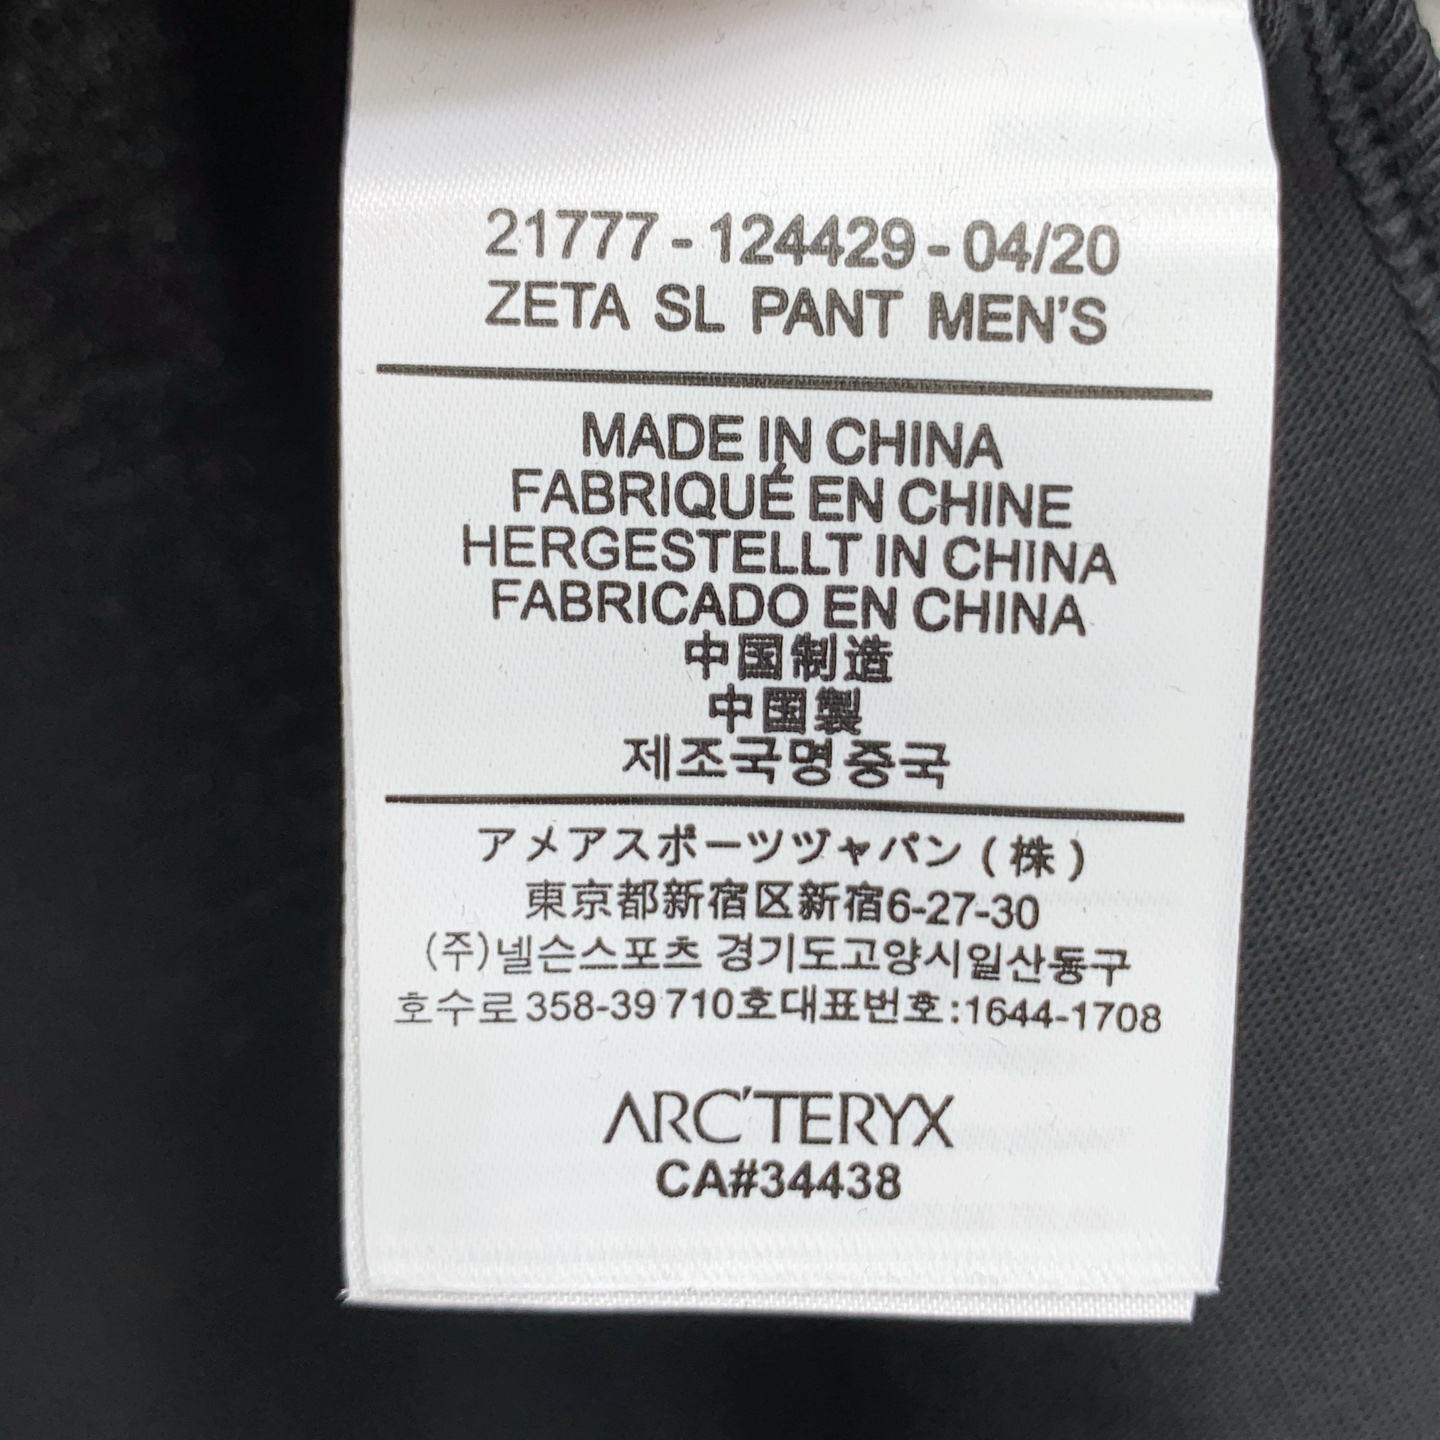 21777 - 124429 - 04/20
ZETA SL PANT MEN'S
MADE IN CHINA
FABRIQUÉ EN CHINE
HERGESTELLT IN CHINA
FABRICADO EN CHINA
中国制造
中国製
제조국명중국
アメアスポーツヅャパン (株)
東京都新宿区新宿6-27-30
(주)넬슨스포츠 경기도고양시일산동구
호수로 358-39 710호대표번호:1644-1708
ARC'TERYX
CA#34438